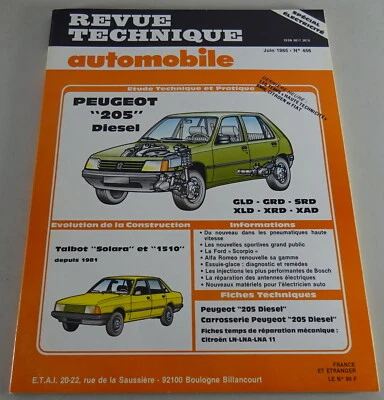 SPÉCIAL
ÉLECTRICITÉ
REVUE
TECHNIQUE
ISSN 0017 0615
automobile
Juin 1985 - N° 456
Etude Technique et Pratique
PEUGEOT
"205"
Diesel
GLD - GRD - SRD
XLD - XRD - XAD
Evolution de la Construction
Talbot "Solara" et "1510"
depuis 1981
Informations
• Du nouveau dans les pneumatiques haute
vitesse
• Les nouvelles sportives grand public
• La Ford « Scorpio »
• Alfa Romeo renouvelle sa gamme
• Essuie-glace : diagnostic et remèdes
• Les injections les plus performantes de Bosch
• La réparation des antennes électriques
• Nouveaux matériels pour l'électricien auto
Fiches Techniques
Peugeot "205 Diesel"
Carrosserie Peugeot "205 Diesel"
Fiches temps de réparation mécanique :
Citroën LN-LNA-LNA 11
E.T.A.I. 20-22, rue de la Saussière - 92100 Boulogne Billancourt
FRANCE
ET ETRANGER